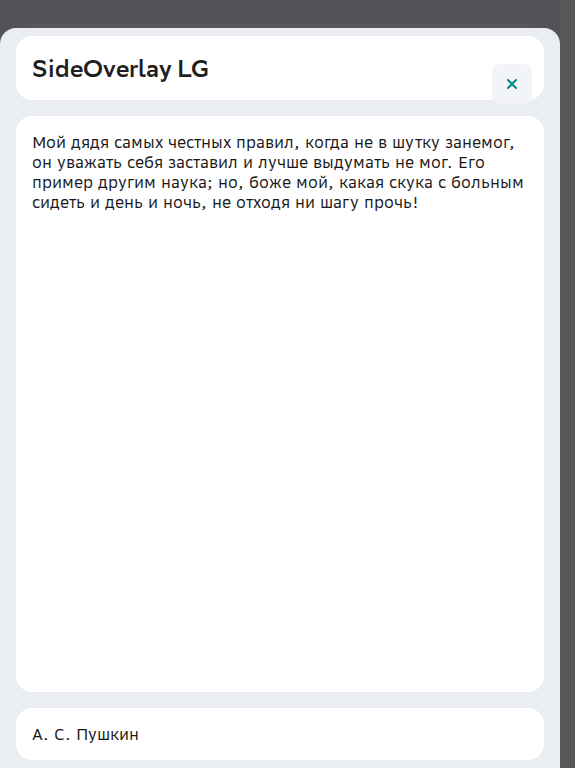 SideOverlay LG
Мой дядя самых честных правил, когда не в шутку занемог,
он уважать себя заставил и лучше выдумать не мог. Его
пример другим наука; но, боже мой, какая скука с больным
сидеть и день и ночь, не отходя ни шагу прочь!
А. С. Пушкин